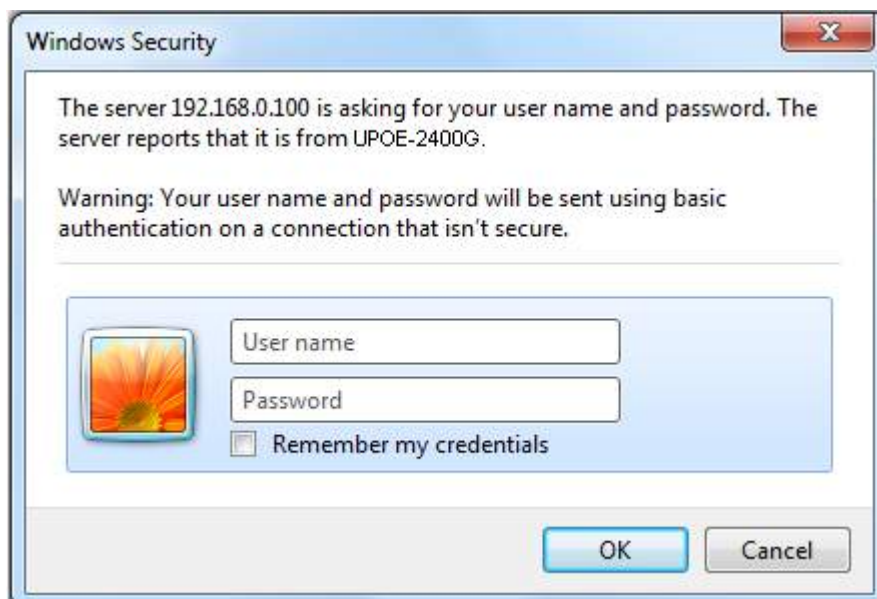 Windows Security
The server 192.168.0.100 is asking for your user name and password. The
server reports that it is from UPOE-2400G.
Warning: Your user name and password will be sent using basic
authentication on a connection that isn't secure.
User name
Password
Remember my credentials
OK
Cancel